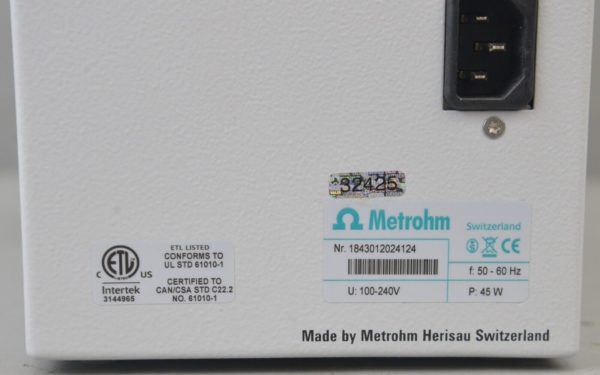 32425
Metrohm Switzerland
Nr. 1843012024124
U: 100-240V
f: 50 - 60 Hz
P: 45 W
ETL LISTED
CONFORMS TO
UL STD 61010-1
C ETL US
Intertek
3144965
CERTIFIED TO
CAN/CSA STD C22.2
NO. 61010-1
Made by Metrohm Herisau Switzerland